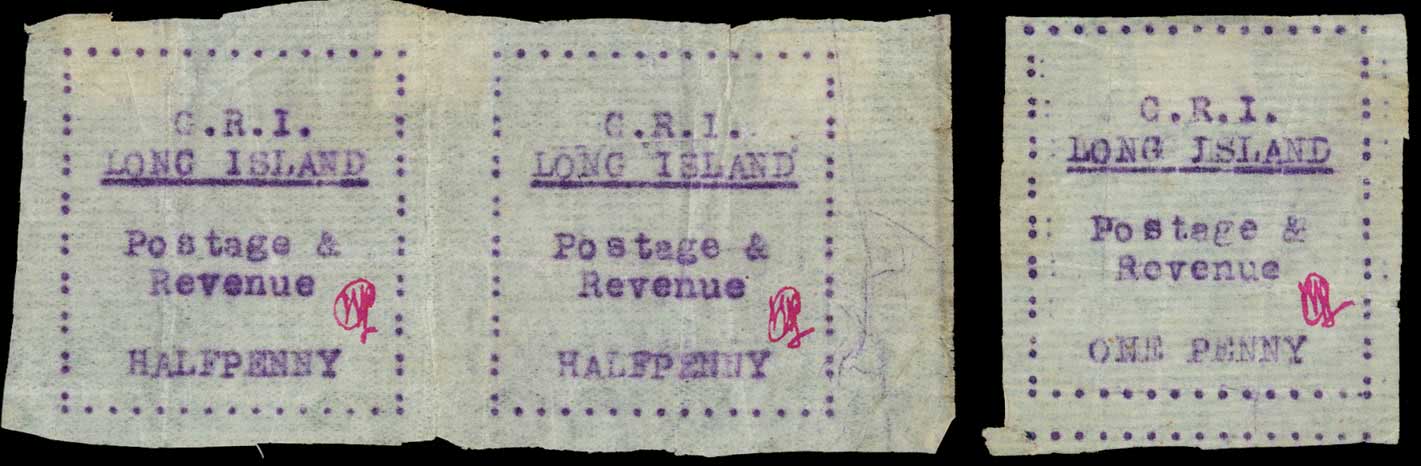 G.R.I.
LONG ISLAND
Postage &
Revenue
HALFPENNY
G.R.I.
LONG ISLAND
Postage &
Revenue
HALFPENNY
G.R.I.
LONG ISLAND
Postage &
Revenue
ONE PENNY